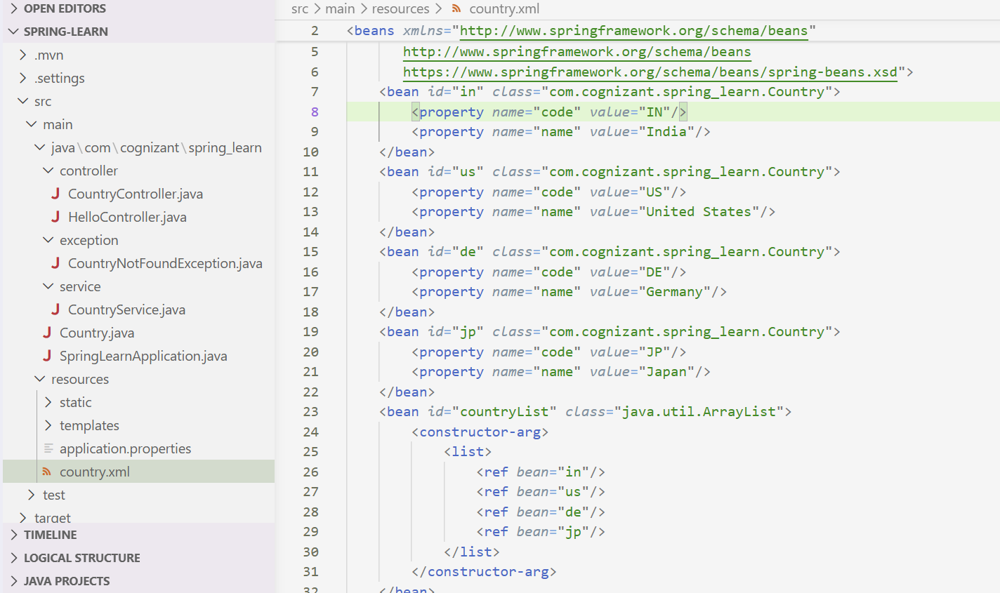 OPEN EDITORS
SPRING-LEARN
.mvn
.settings
src
main
java\com\cognizant\spring_learn
controller
J CountryController.java
J HelloController.java
exception
J CountryNotFoundException.java
service
J CountryService.java
J Country.java
J SpringLearnApplication.java
resources
static
templates
application.properties
country.xml
test
target
TIMELINE
LOGICAL STRUCTURE
JAVA PROJECTS
src > main > resources > country.xml
2 <beans xmlns="http://www.springframework.org/schema/beans"
5 http://www.springframework.org/schema/beans
6 https://www.springframework.org/schema/beans/spring-beans.xsd">
7 <bean id="in" class="com.cognizant.spring_learn.Country">
8 <property name="code" value="IN"/>
9 <property name="name" value="India"/>
10 </bean>
11 <bean id="us" class="com.cognizant.spring_learn.Country">
12 <property name="code" value="US"/>
13 <property name="name" value="United States"/>
14 </bean>
15 <bean id="de" class="com.cognizant.spring_learn.Country">
16 <property name="code" value="DE"/>
17 <property name="name" value="Germany"/>
18 </bean>
19 <bean id="jp" class="com.cognizant.spring_learn.Country">
20 <property name="code" value="JP"/>
21 <property name="name" value="Japan"/>
22 </bean>
23 <bean id="countryList" class="java.util.ArrayList">
24 <constructor-arg>
25 <list>
26 <ref bean="in"/>
27 <ref bean="us"/>
28 <ref bean="de"/>
29 <ref bean="jp"/>
30 </list>
31 </constructor-arg>
32 </bean>